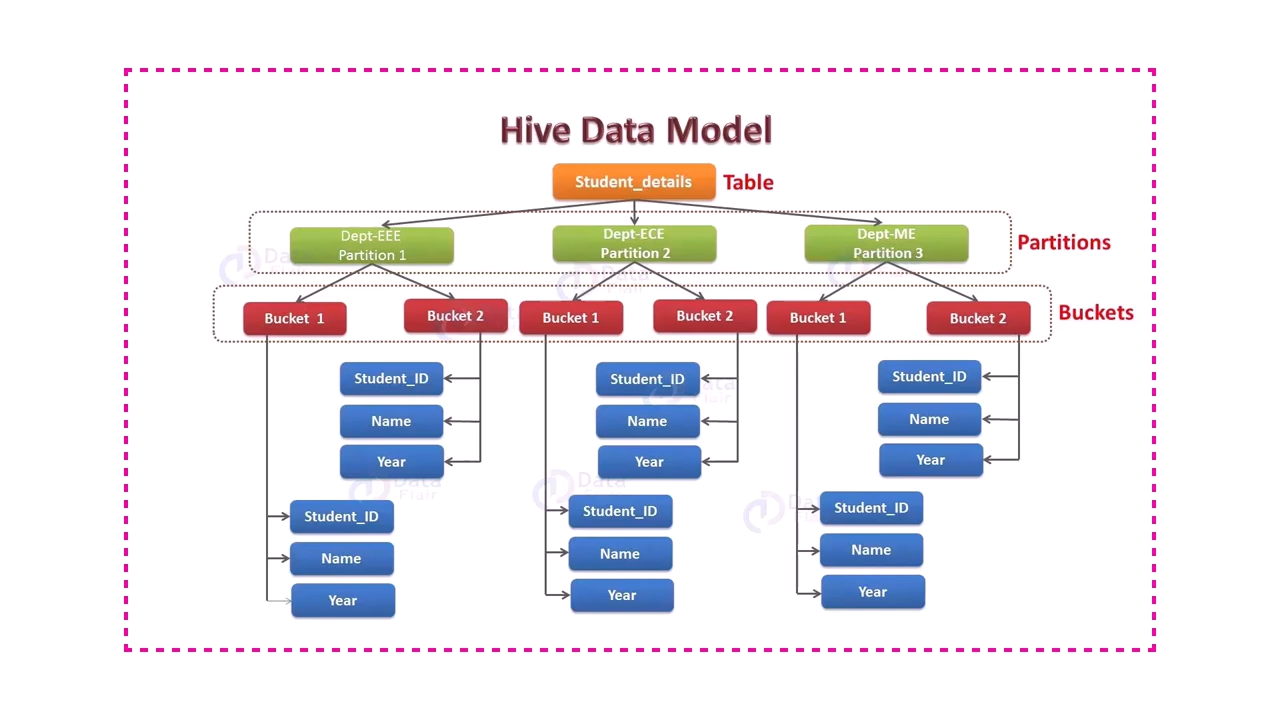 Hive Data Model
Student_details
Table
Dept-EEE
Partition 1
Dept-ECE
Partition 2
Dept-ME
Partition 3
Partitions
Bucket 1
Bucket 2
Bucket 1
Bucket 2
Bucket 1
Bucket 2
Buckets
Student_ID
Name
Year
Student_ID
Name
Year
Student_ID
Name
Year
Student_ID
Name
Year
Student_ID
Name
Year
Student_ID
Name
Year
Data
Flair